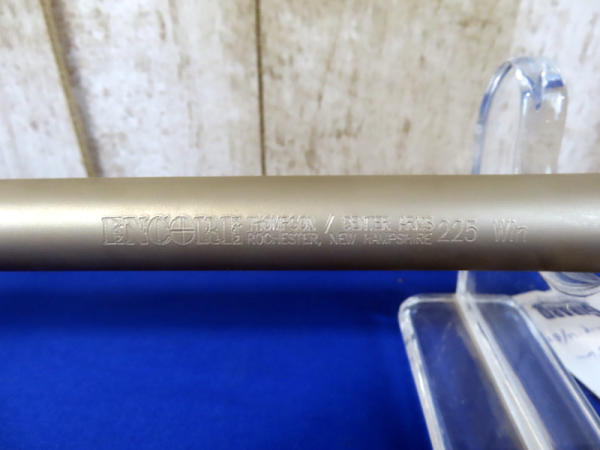 ENCORE
THOMPSON / CENTER ARMS
ROCHESTER, NEW HAMPSHIRE
225 Win